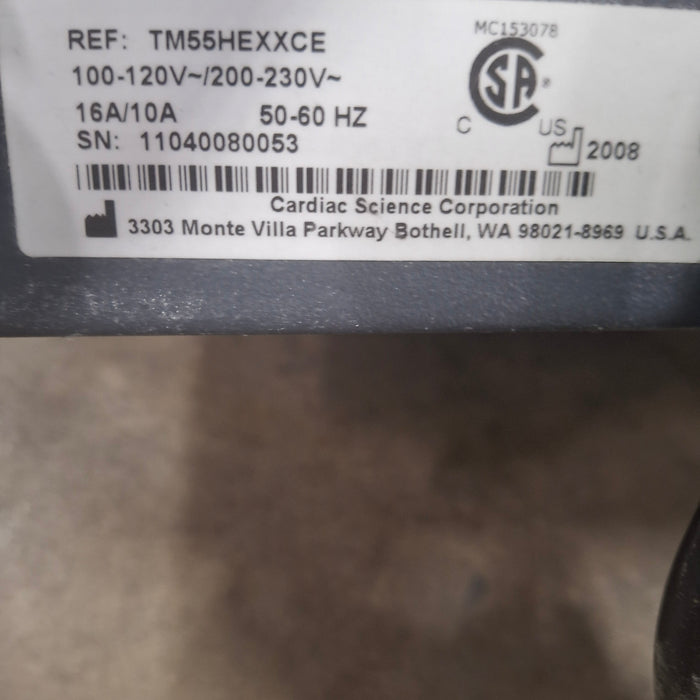 REF: TM55HEXXCE
MC153078
100-120V~/200-230V~
16A/10A 50-60 HZ
SA
C US
SN: 11040080053
2008
Cardiac Science Corporation
3303 Monte Villa Parkway Bothell, WA 98021-8969 U.S.A.